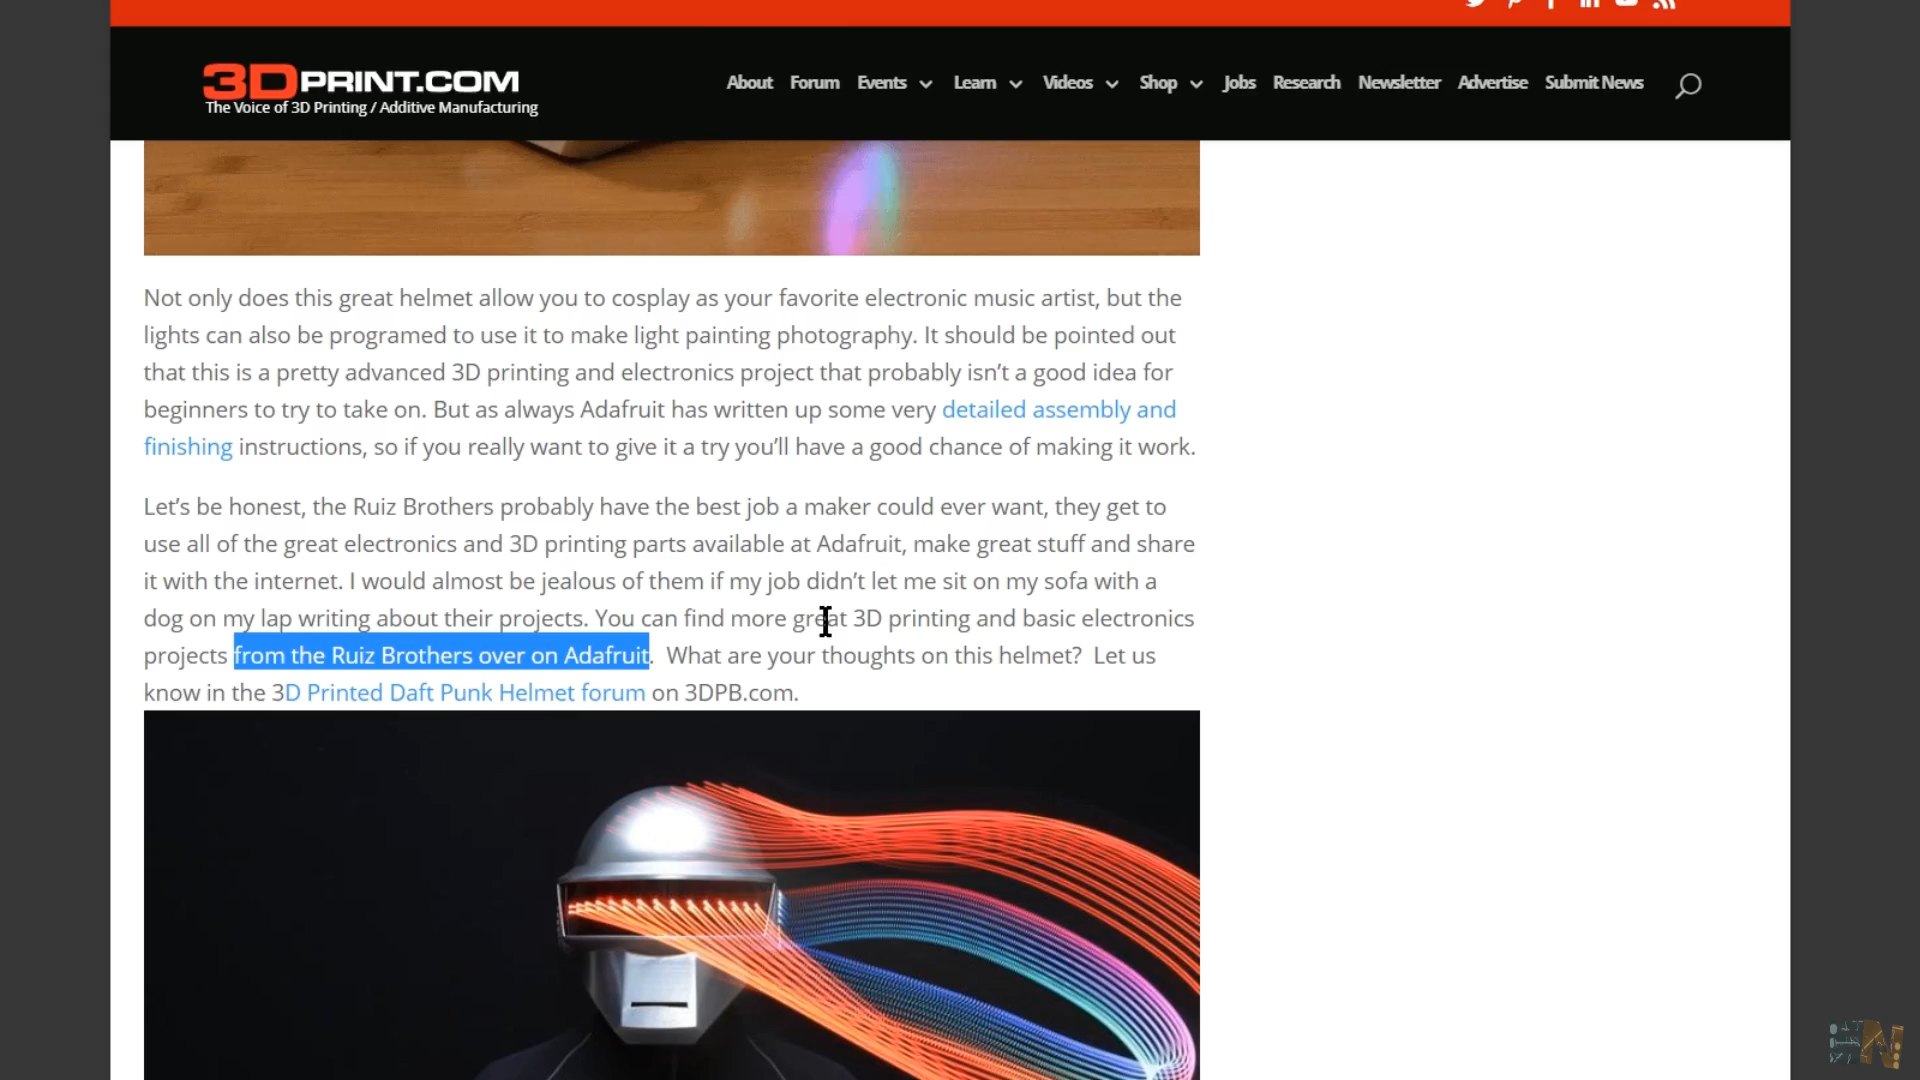 3DPRINT.COM
The Voice of 3D Printing / Additive Manufacturing
About Forum Events Learn Videos Shop Jobs Research Newsletter Advertise Submit News
Not only does this great helmet allow you to cosplay as your favorite electronic music artist, but the
lights can also be programed to use it to make light painting photography. It should be pointed out
that this is a pretty advanced 3D printing and electronics project that probably isn’t a good idea for
beginners to try to take on. But as always Adafruit has written up some very detailed assembly and
finishing instructions, so if you really want to give it a try you’ll have a good chance of making it work.
Let’s be honest, the Ruiz Brothers probably have the best job a maker could ever want, they get to
use all of the great electronics and 3D printing parts available at Adafruit, make great stuff and share
it with the internet. I would almost be jealous of them if my job didn’t let me sit on my sofa with a
dog on my lap writing about their projects. You can find more great 3D printing and basic electronics
projects from the Ruiz Brothers over on Adafruit.  What are your thoughts on this helmet?  Let us
know in the 3D Printed Daft Punk Helmet forum on 3DPB.com.